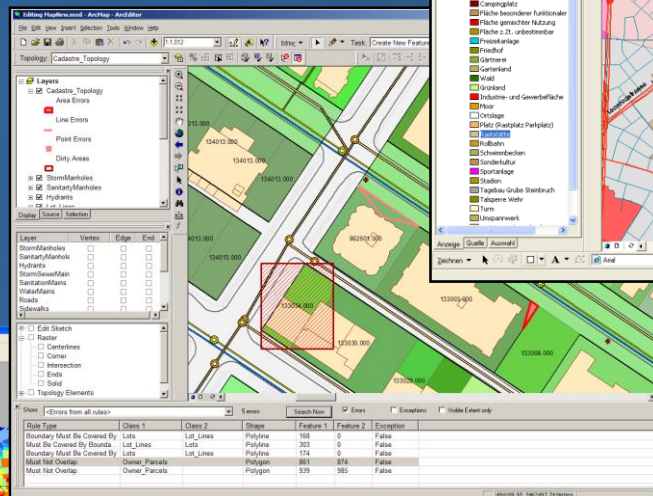 Editing MapNew.mxd - ArcMap - ArcEditor
File Edit View Insert Selection Tools Window Help
1:1,012
Editor
Task:
Create New Feature
Topology:
Cadastre_Topology
Layers
Cadastre_Topology
Area Errors
Line Errors
Point Errors
Dirty Areas
StormManholes
SanitartyManholes
Hydrants
Lot_Lines
Display Source Selection
Layer Vertex Edge End
StormManholes
SanitartyManhole
Hydrants
StormSewerMain
SanitationMains
WaterMains
Roads
Sidewalks
Edit Sketch
Raster
Centerlines
Corner
Intersection
Ends
Solid
Topology Elements
134013.000
134013.000
134013.000
133034.000
133030.000
133008.000
Campingplatz
Fläche besonderer funktionaler
Fläche gemischter Nutzung
Fläche z.Zt. unbestimmbar
Freizeitanlage
Friedhof
Gärtnerei
Gartenland
Wald
Grünland
Industrie- und Gewerbefläche
Moor
Ortslage
Platz (Rastplatz Parkplatz)
Raststätte
Rollbahn
Schwimmbecken
Sonderkultur
Sportanlage
Stadion
Tagebau Grube Steinbruch
Talsperre Wehr
Turm
Umspannwerk
Anzeige Quelle Auswahl
Zeichnen
A
Arial
Show:
<Errors from all rules>
5 errors
Search Now
Errors
Exceptions
Visible Extent only
Rule Type Class 1 Class 2 Shape Feature 1 Feature 2 Exception
Boundary Must Be Covered By Lots Lot_Lines Polyline 168 0 False
Must Be Covered By Bounda Lot_Lines Lots Polyline 303 0 False
Boundary Must Be Covered By Lots Lot_Lines Polyline 174 0 False
Must Not Overlap Owner_Parcels Polygon 861 874 False
Must Not Overlap Owner_Parcels Polygon 939 985 False